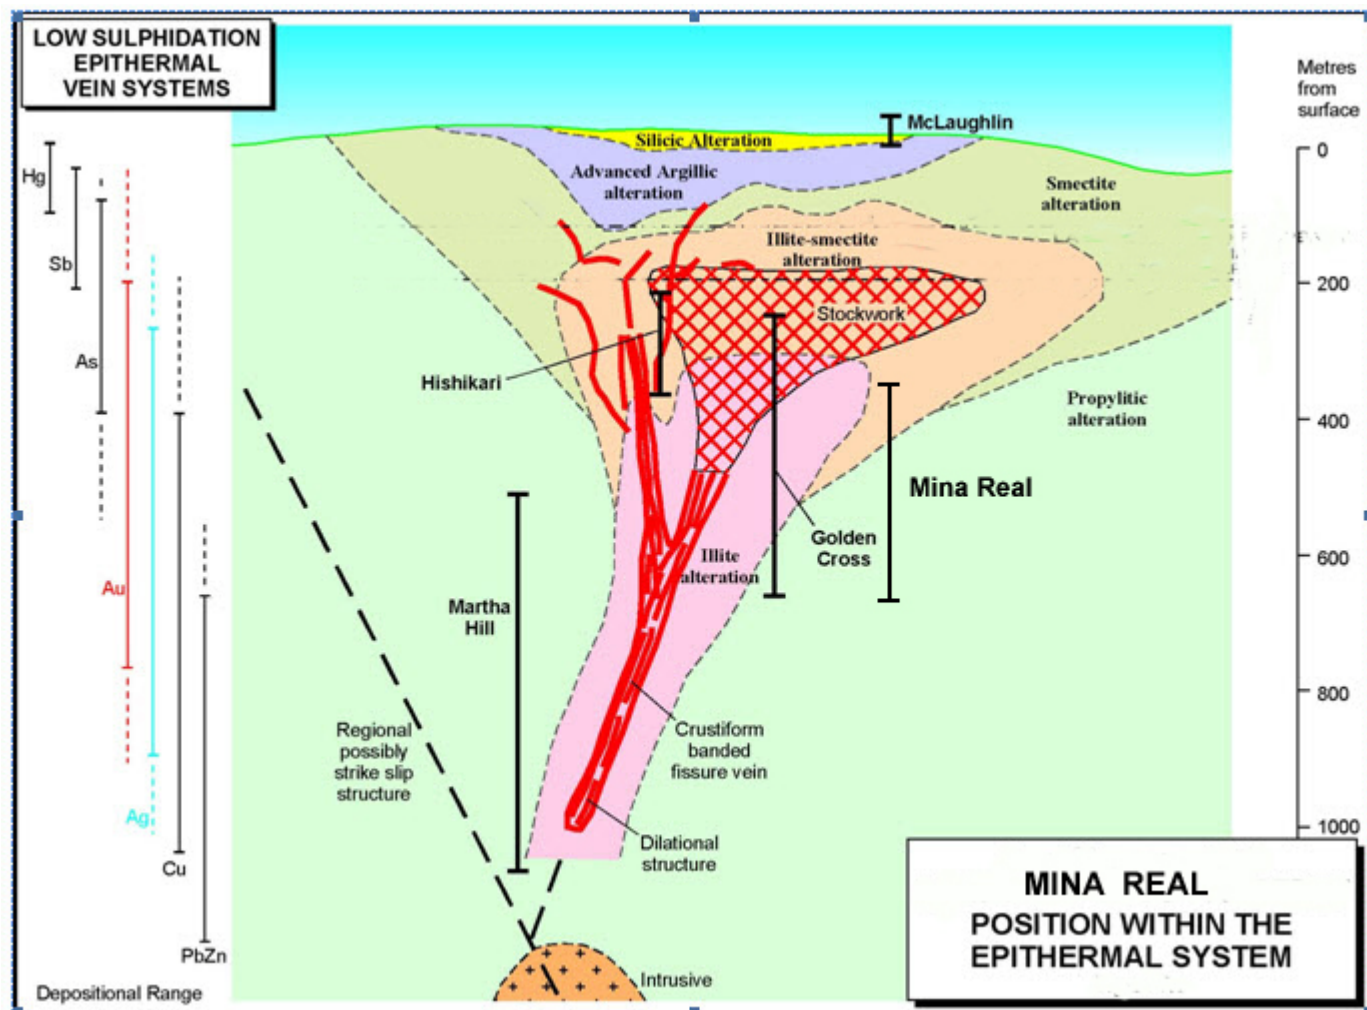 LOW SULPHIDATION
EPITHERMAL
VEIN SYSTEMS
Metres
from
surface
McLaughlin
Silicic Alteration
0
Hg
Advanced Argillic
alteration
Smectite
alteration
Sb
Illite-smectite
alteration
200
Stockwork
As
Hishikari
Propylitic
alteration
400
Mina Real
Golden
Cross
Illite
alteration
600
Au
Martha
Hill
800
Regional
possibly
strike slip
structure
Crustiform
banded
fissure vein
Ag
1000
Dilational
structure
Cu
MINA REAL
POSITION WITHIN THE
EPITHERMAL SYSTEM
PbZn
Intrusive
Depositional Range